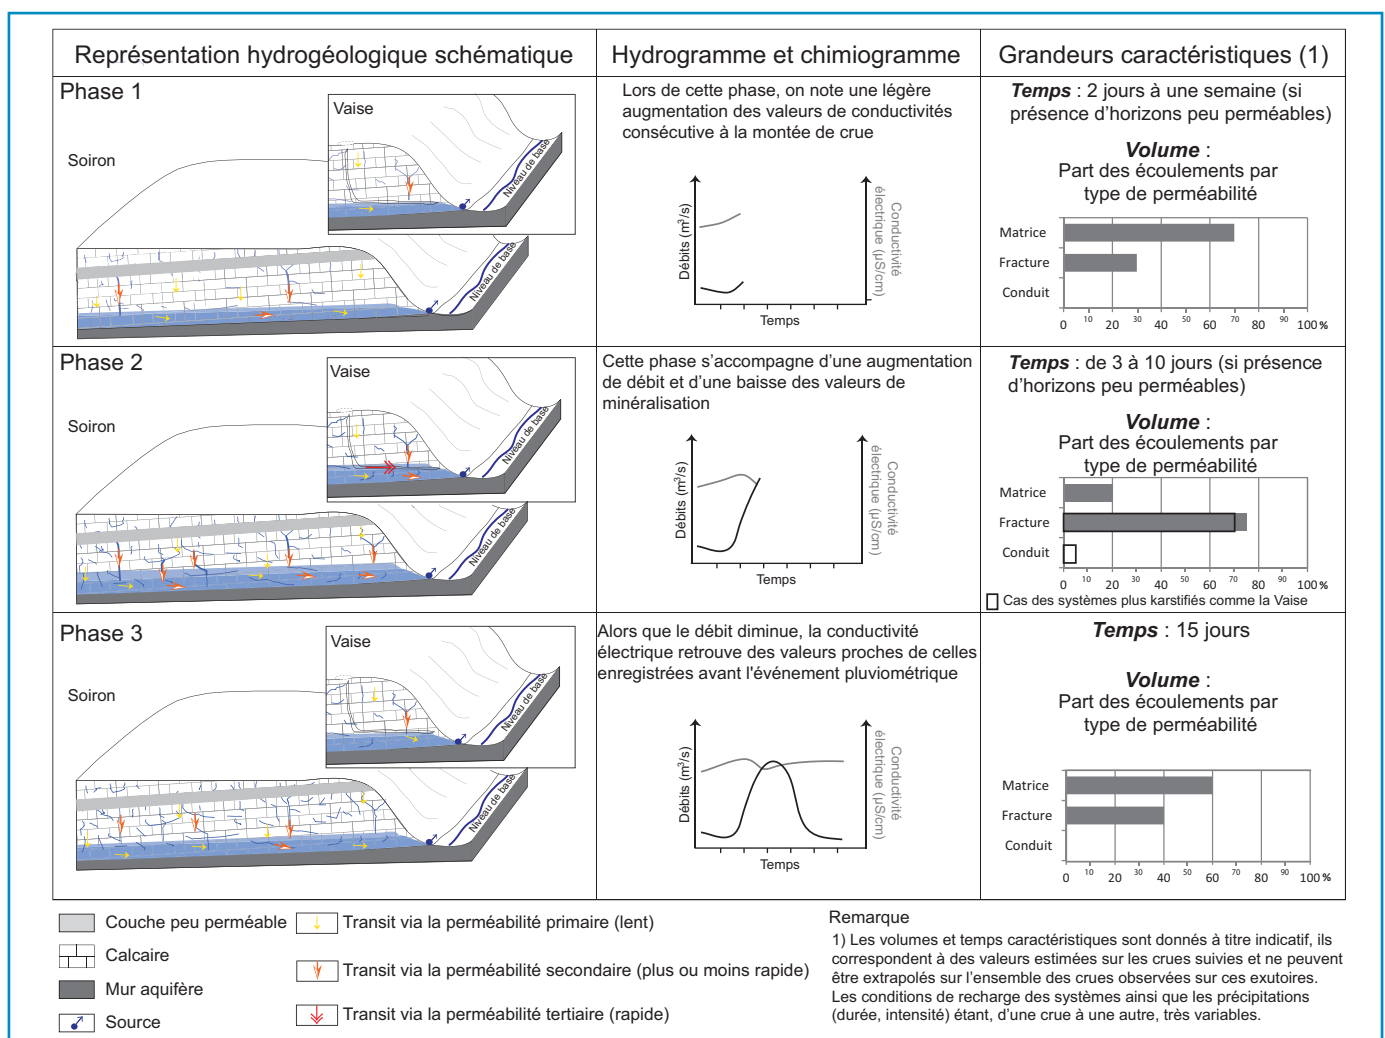 Représentation hydrogéologique schématique
Hydrogramme et chimiogramme
Grandeurs caractéristiques (1)
Phase 1
Soiron
Vaise
Niveau de base
Niveau de base
Lors de cette phase, on note une légère
augmentation des valeurs de conductivités
consécutive à la montée de crue
Débits (m³/s)
Conductivité
électrique (µS/cm)
Temps
Temps : 2 jours à une semaine (si
présence d'horizons peu perméables)
Volume :
Part des écoulements par
type de perméabilité
Matrice
Fracture
Conduit
0 10 20 30 40 50 60 70 80 90 100 %
Phase 2
Soiron
Vaise
Niveau de base
Niveau de base
Cette phase s'accompagne d'une augmentation
de débit et d'une baisse des valeurs de
minéralisation
Débits (m³/s)
Conductivité
électrique (µS/cm)
Temps
Temps : de 3 à 10 jours (si présence
d'horizons peu perméables)
Volume :
Part des écoulements par
type de perméabilité
Matrice
Fracture
Conduit
0 10 20 30 40 50 60 70 80 90 100 %
Cas des systèmes plus karstifiés comme la Vaise
Phase 3
Soiron
Vaise
Niveau de base
Niveau de base
Alors que le débit diminue, la conductivité
électrique retrouve des valeurs proches de celles
enregistrées avant l'événement pluviométrique
Débits (m³/s)
Conductivité
électrique (µS/cm)
Temps
Temps : 15 jours
Volume :
Part des écoulements par
type de perméabilité
Matrice
Fracture
Conduit
0 10 20 30 40 50 60 70 80 90 100 %
Couche peu perméable
Calcaire
Mur aquifère
Source
Transit via la perméabilité primaire (lent)
Transit via la perméabilité secondaire (plus ou moins rapide)
Transit via la perméabilité tertiaire (rapide)
Remarque
1) Les volumes et temps caractéristiques sont donnés à titre indicatif, ils
correspondent à des valeurs estimées sur les crues suivies et ne peuvent
être extrapolés sur l'ensemble des crues observées sur ces exutoires.
Les conditions de recharge des systèmes ainsi que les précipitations
(durée, intensité) étant, d'une crue à une autre, très variables.